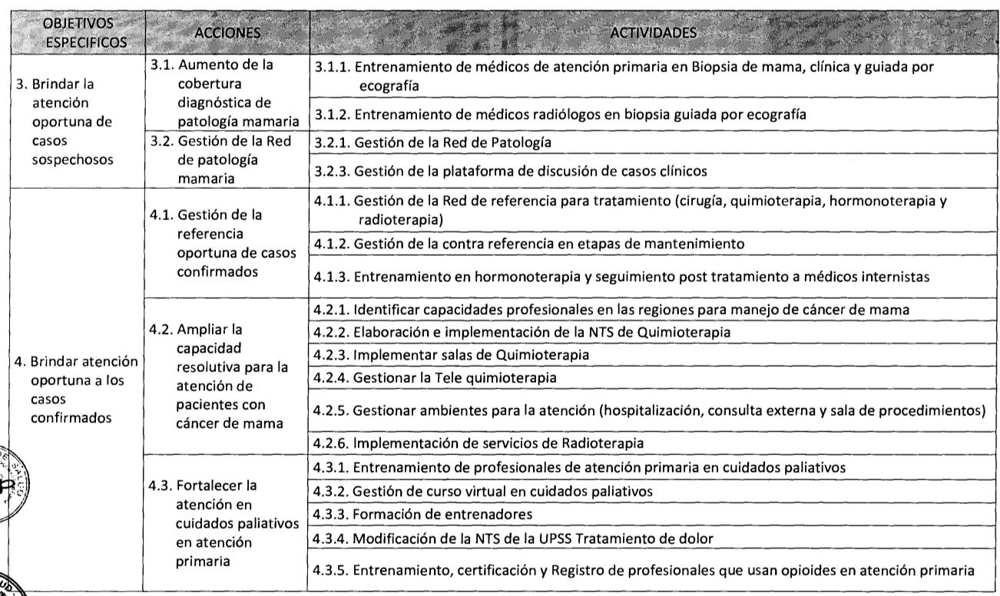 OBJETIVOS
ESPECIFICOS
ACCIONES
ACTIVIDADES
3. Brindar la
atención
oportuna de
casos
sospechosos
3.1. Aumento de la
cobertura
diagnóstica de
patología mamaria
3.1.1. Entrenamiento de médicos de atención primaria en Biopsia de mama, clínica y guiada por
ecografía
3.1.2. Entrenamiento de médicos radiólogos en biopsia guiada por ecografía
3.2. Gestión de la Red
de patología
mamaria
3.2.1. Gestión de la Red de Patología
3.2.3. Gestión de la plataforma de discusión de casos clínicos
4. Brindar atención
oportuna a los
casos
confirmados
4.1. Gestión de la
referencia
oportuna de casos
confirmados
4.1.1. Gestión de la Red de referencia para tratamiento (cirugía, quimioterapia, hormonoterapia y
radioterapia)
4.1.2. Gestión de la contra referencia en etapas de mantenimiento
4.1.3. Entrenamiento en hormonoterapia y seguimiento post tratamiento a médicos internistas
4.2. Ampliar la
capacidad
resolutiva para la
atención de
pacientes con
cáncer de mama
4.2.1. Identificar capacidades profesionales en las regiones para manejo de cáncer de mama
4.2.2. Elaboración e implementación de la NTS de Quimioterapia
4.2.3. Implementar salas de Quimioterapia
4.2.4. Gestionar la Tele quimioterapia
4.2.5. Gestionar ambientes para la atención (hospitalización, consulta externa y sala de procedimientos)
4.2.6. Implementación de servicios de Radioterapia
4.3. Fortalecer la
atención en
cuidados paliativos
en atención
primaria
4.3.1. Entrenamiento de profesionales de atención primaria en cuidados paliativos
4.3.2. Gestión de curso virtual en cuidados paliativos
4.3.3. Formación de entrenadores
4.3.4. Modificación de la NTS de la UPSS Tratamiento de dolor
4.3.5. Entrenamiento, certificación y Registro de profesionales que usan opioides en atención primaria
DE SALUD